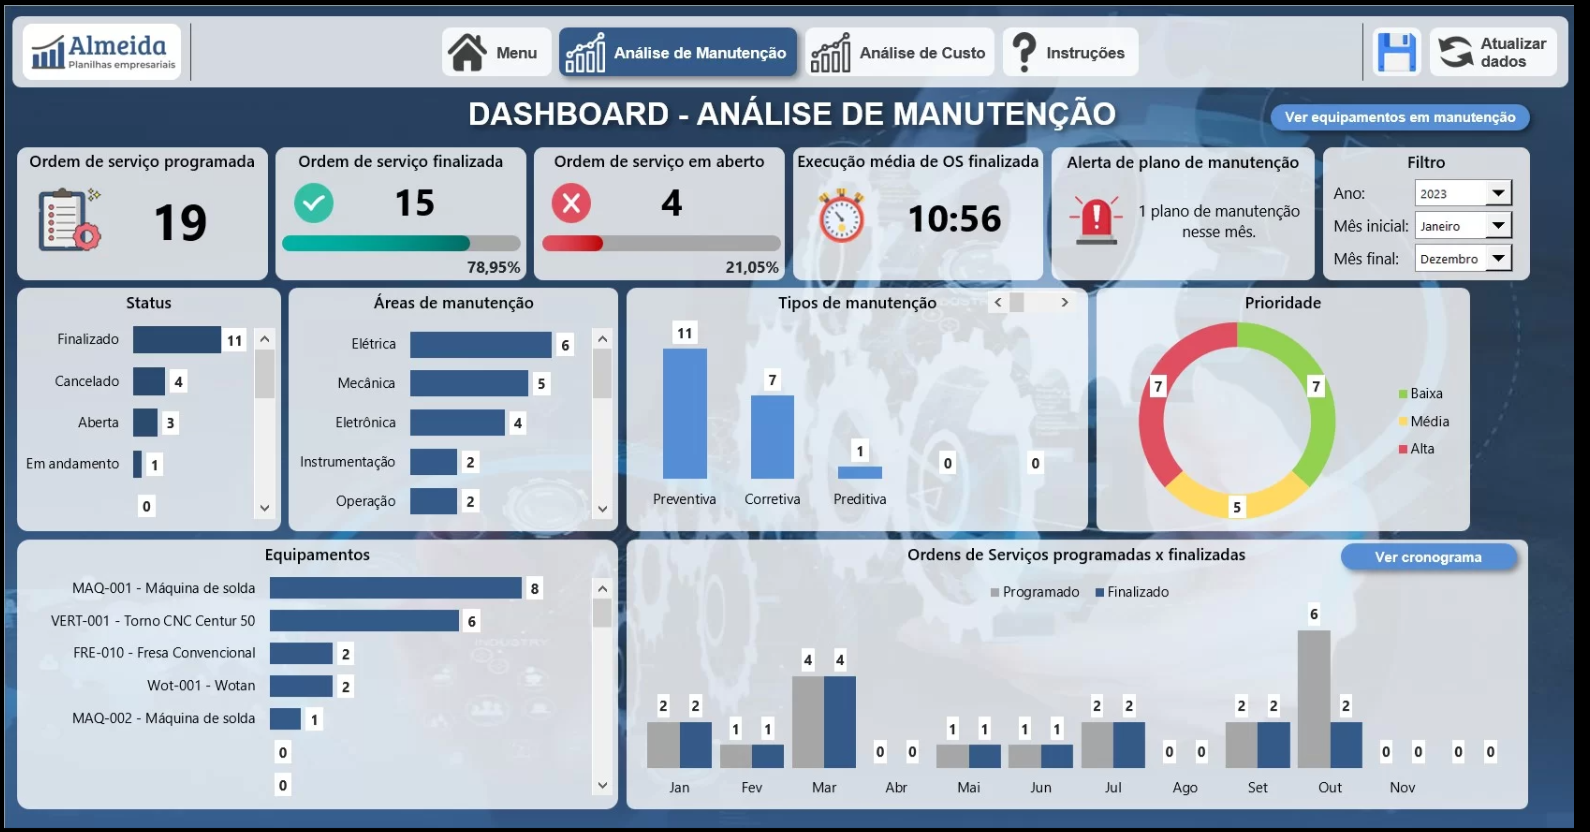 Almeida
Planilhas empresariais
Menu
Análise de Manutenção
Análise de Custo
Instruções
Atualizar
dados
DASHBOARD - ANÁLISE DE MANUTENÇÃO
Ver equipamentos em manutenção
Ordem de serviço programada
19
Ordem de serviço finalizada
15
78,95%
Ordem de serviço em aberto
4
21,05%
Execução média de OS finalizada
10:56
Alerta de plano de manutenção
1 plano de manutenção
nesse mês.
Filtro
Ano: 2023
Mês inicial: Janeiro
Mês final: Dezembro
Status
Finalizado 11
Cancelado 4
Aberta 3
Em andamento 1
0
Áreas de manutenção
Elétrica 6
Mecânica 5
Eletrônica 4
Instrumentação 2
Operação 2
Tipos de manutenção
11 7 1 0 0
Preventiva Corretiva Preditiva
Prioridade
7 7 5
Baixa
Média
Alta
Equipamentos
MAQ-001 - Máquina de solda 8
VERT-001 - Torno CNC Centur 50 6
FRE-010 - Fresa Convencional 2
Wot-001 - Wotan 2
MAQ-002 - Máquina de solda 1
0
0
Ordens de Serviços programadas x finalizadas
Ver cronograma
Programado Finalizado
2 2 1 1 4 4 0 0 1 1 1 1 2 2 0 0 2 2 6 2 0 0 0 0
Jan Fev Mar Abr Mai Jun Jul Ago Set Out Nov